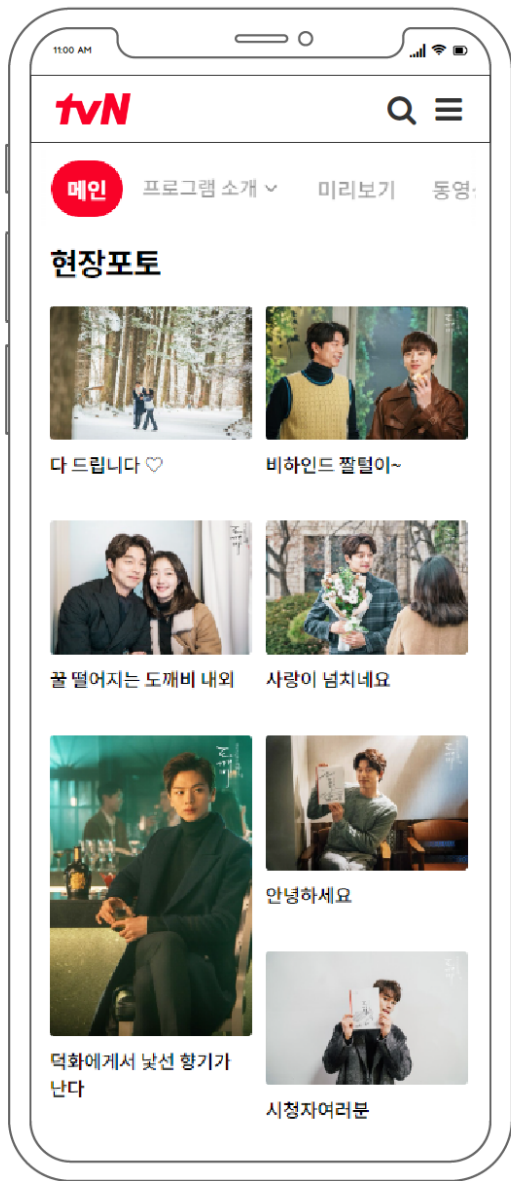 11:00 AM
tvN
메인
프로그램 소개
미리보기
동영
현장포토
다 드립니다 ♡
비하인드 짤털이~
꿀 떨어지는 도깨비 내외
사랑이 넘치네요
덕화에게서 낯선 향기가
난다
안녕하세요
시청자여러분